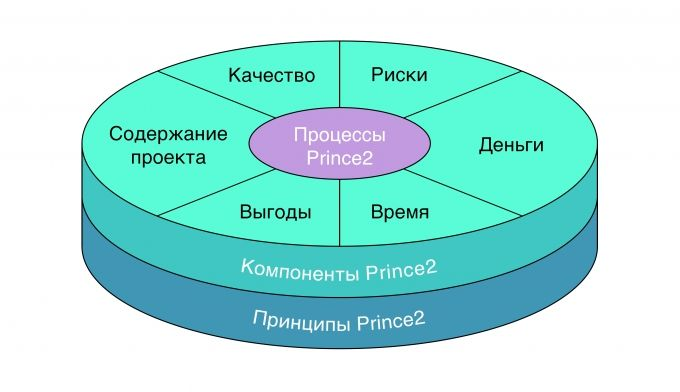 Качество
Риски
Содержание
проекта
Процессы
Prince2
Деньги
Выгоды
Время
Компоненты Prince2
Принципы Prince2